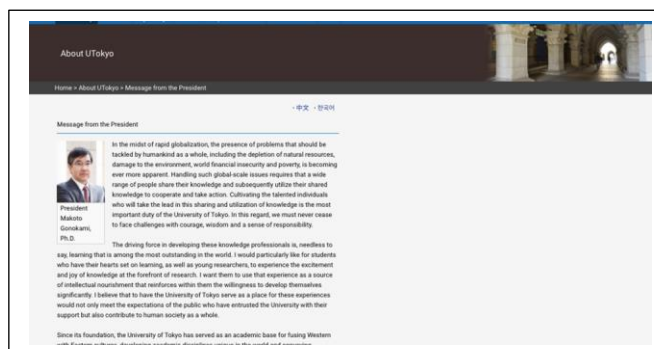 About UTokyo
Home » About UTokyo » Message from the President
· 中文 · 한국어
Message from the President
In the midst of rapid globalization, the presence of problems that should be
tackled by humankind as a whole, including the depletion of natural resources,
damage to the environment, world financial insecurity and poverty, is becoming
ever more apparent. Handling such global-scale issues requires that a wide
range of people share their knowledge and subsequently utilize their shared
knowledge to cooperate and take action. Cultivating the talented individuals
who will take the lead in this sharing and utilization of knowledge is the most
important duty of the University of Tokyo. In this regard, we must never cease
to face challenges with courage, wisdom and a sense of responsibility.
President
Makoto
Gonokami,
Ph.D.
The driving force in developing these knowledge professionals is, needless to
say, learning that is among the most outstanding in the world. I would particularly like for students
who have their hearts set on learning, as well as young researchers, to experience the excitement
and joy of knowledge at the forefront of research. I want them to use that experience as a source
of intellectual nourishment that reinforces within them the willingness to develop themselves
significantly. I believe that to have the University of Tokyo serve as a place for these experiences
would not only meet the expectations of the public who have entrusted the University with their
support but also contribute to human society as a whole.
Since its foundation, the University of Tokyo has served as an academic base for fusing Western